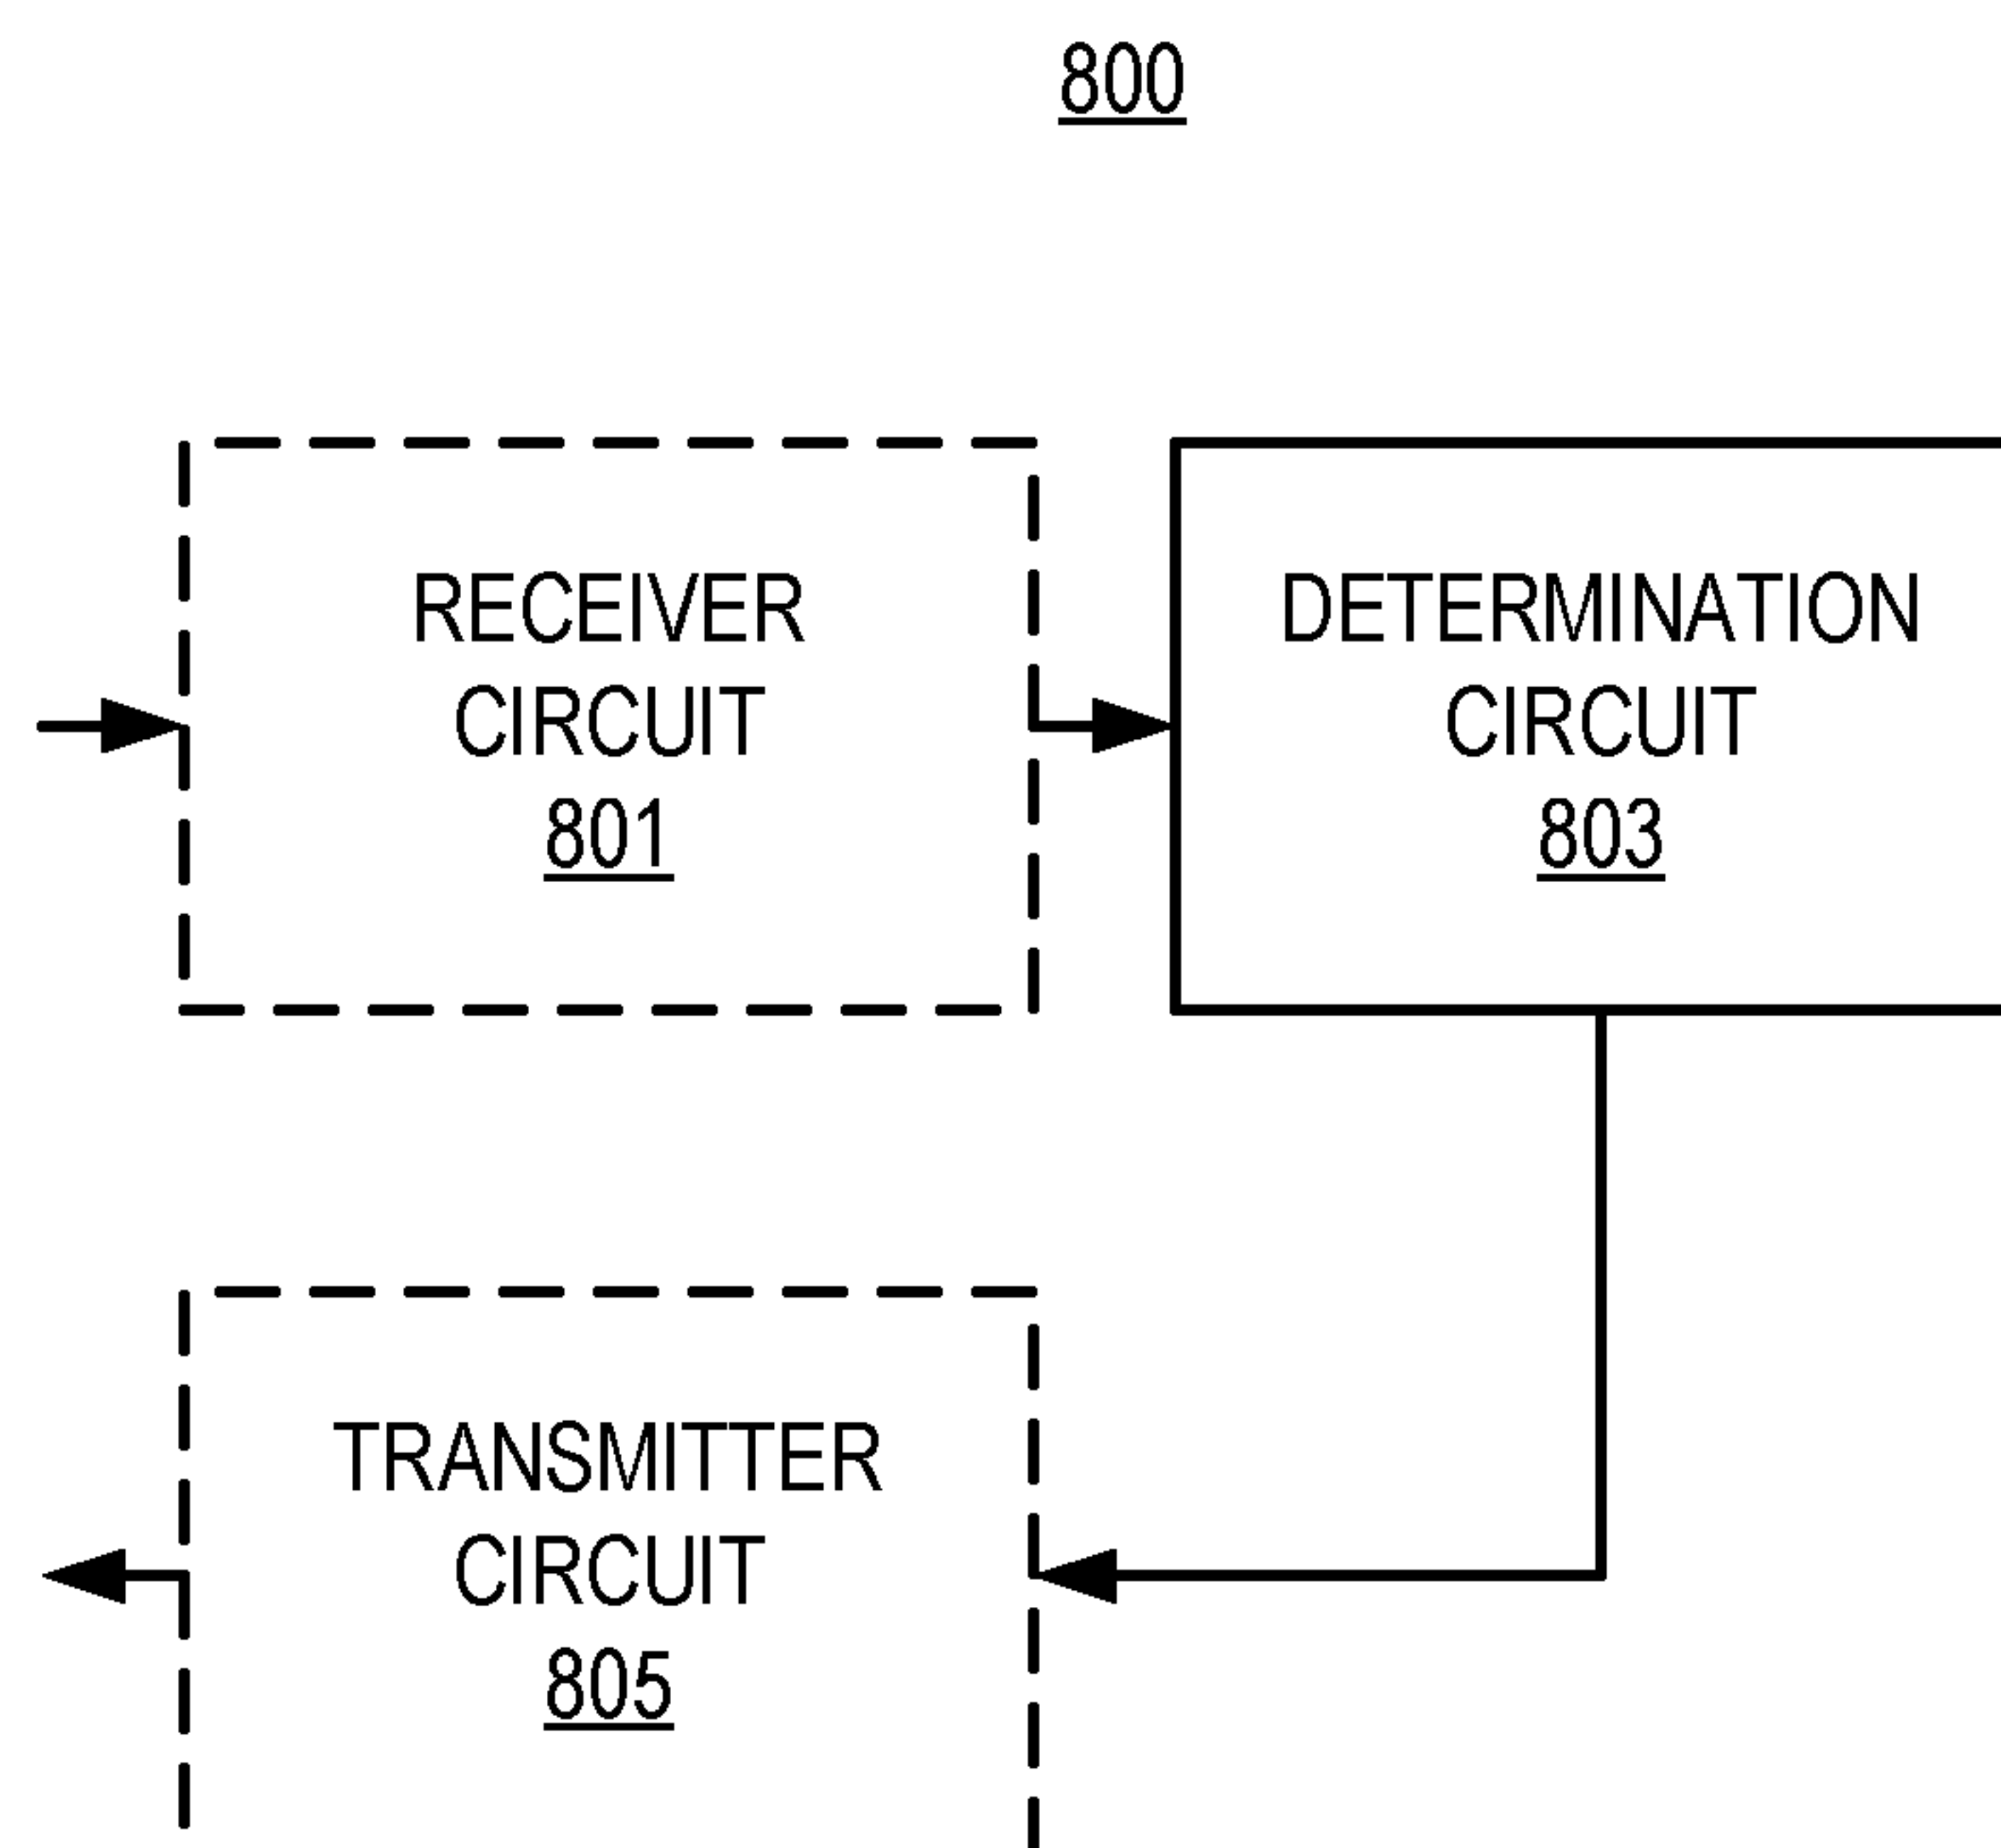 800
RECEIVER
CIRCUIT
801
DETERMINATION
CIRCUIT
803
TRANSMITTER
CIRCUIT
805